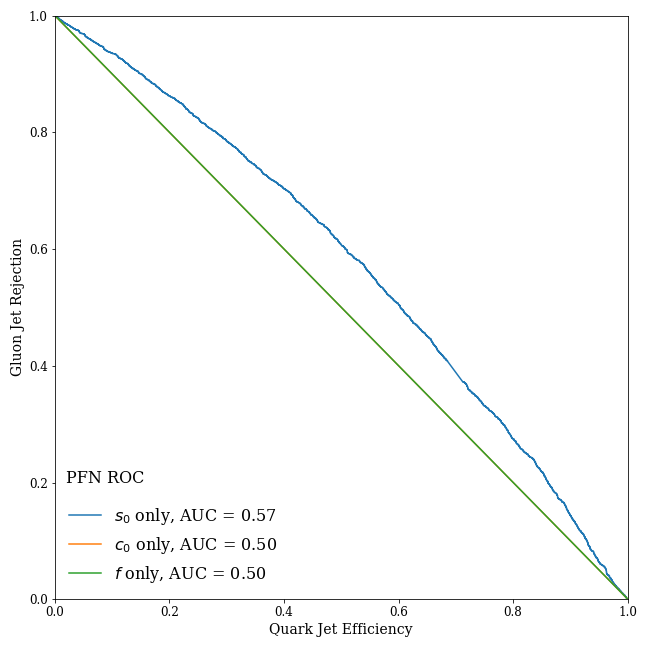 1.0
0.8
0.6
0.4
0.2
0.0
Gluon Jet Rejection
PFN ROC
s₀ only, AUC = 0.57
c₀ only, AUC = 0.50
f only, AUC = 0.50
0.0 0.2 0.4 0.6 0.8 1.0
Quark Jet Efficiency